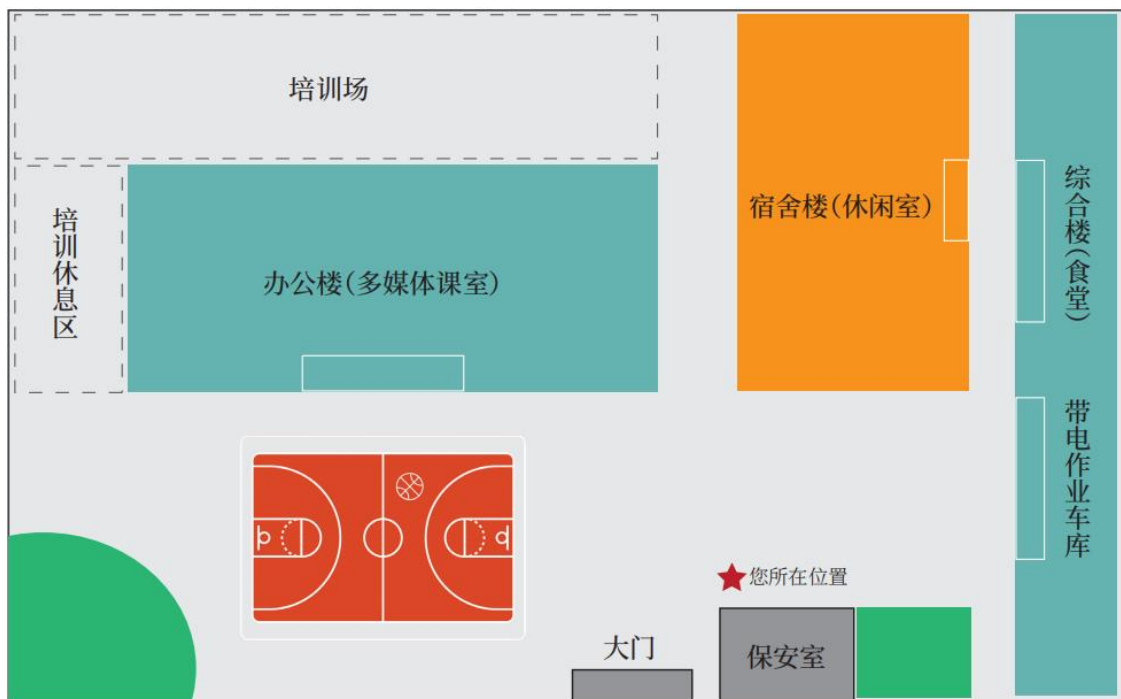 培训场
培训休息区
办公楼(多媒体课室)
宿舍楼(休闲室)
综合楼(食堂)
带电作业车库
您所在位置
大门
保安室